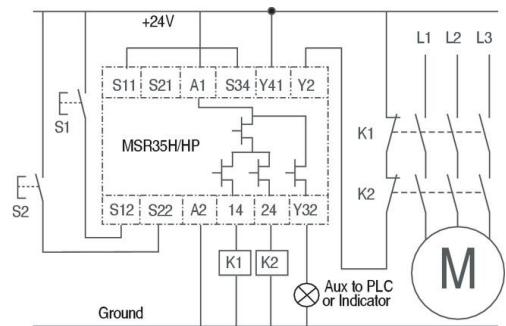 +24V
L1 L2 L3
S11 S21 A1 S34 Y41 Y2
S1
MSR35H/HP
K1
S2
K2
S12 S22 A2 14 24 Y32
K1 K2
M
Aux to PLC
or Indicator
Ground